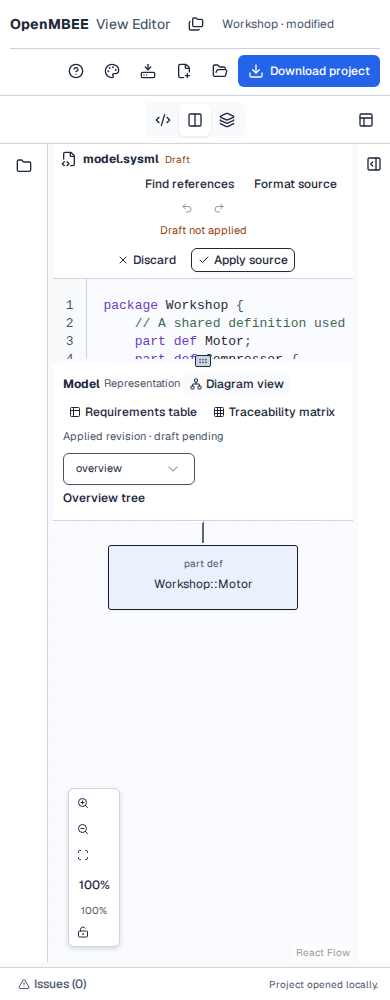 OpenMBEE View Editor Workshop · modified
Download project
model.sysml Draft
Find references Format source
Draft not applied
Discard Apply source
1 package Workshop {
2 // A shared definition used
3 part def Motor;
4 part def Compressor {
Model Representation Diagram view
Requirements table Traceability matrix
Applied revision · draft pending
overview
Overview tree
part def
Workshop::Motor
100%
100%
React Flow
Issues (0) Project opened locally.